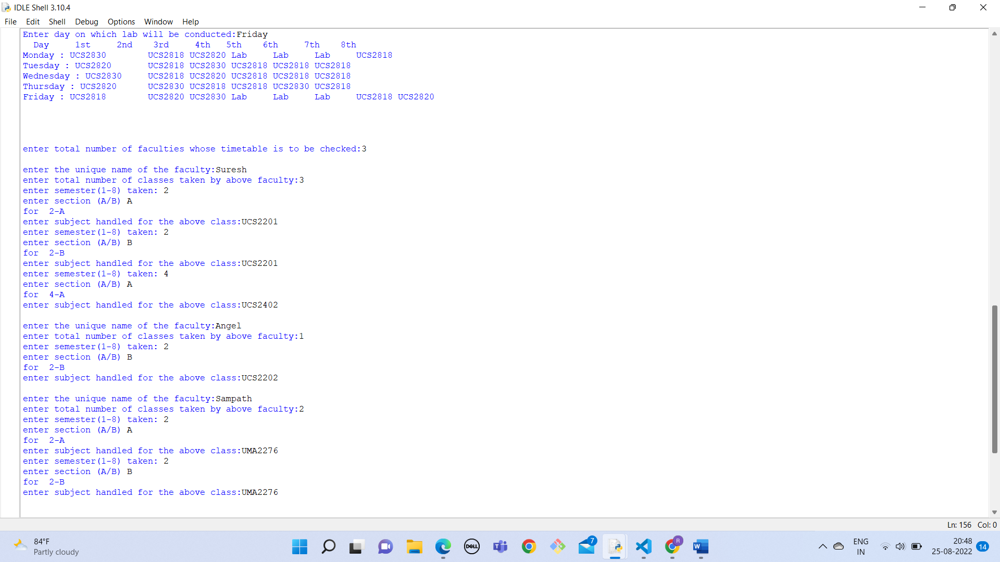 IDLE Shell 3.10.4
File Edit Shell Debug Options Window Help
Enter day on which lab will be conducted:Friday
Day 1st 2nd 3rd 4th 5th 6th 7th 8th
Monday : UCS2830 UCS2818 UCS2820 Lab Lab Lab UCS2818
Tuesday : UCS2820 UCS2818 UCS2830 UCS2818 UCS2818 UCS2818
Wednesday : UCS2830 UCS2818 UCS2820 UCS2818 UCS2818 UCS2818
Thursday : UCS2820 UCS2830 UCS2818 UCS2818 UCS2830 UCS2818
Friday : UCS2818 UCS2820 UCS2830 Lab Lab Lab UCS2818 UCS2820
enter total number of faculties whose timetable is to be checked:3
enter the unique name of the faculty:Suresh
enter total number of classes taken by above faculty:3
enter semester(1-8) taken: 2
enter section (A/B) A
for 2-A
enter subject handled for the above class:UCS2201
enter semester(1-8) taken: 2
enter section (A/B) B
for 2-B
enter subject handled for the above class:UCS2201
enter semester(1-8) taken: 4
enter section (A/B) A
for 4-A
enter subject handled for the above class:UCS2402
enter the unique name of the faculty:Angel
enter total number of classes taken by above faculty:1
enter semester(1-8) taken: 2
enter section (A/B) B
for 2-B
enter subject handled for the above class:UCS2202
enter the unique name of the faculty:Sampath
enter total number of classes taken by above faculty:2
enter semester(1-8) taken: 2
enter section (A/B) A
for 2-A
enter subject handled for the above class:UMA2276
enter semester(1-8) taken: 2
enter section (A/B) B
for 2-B
enter subject handled for the above class:UMA2276
Ln: 156 Col: 0
84°F
Partly cloudy
DELL
7
R
W
ENG
IN
20:48
25-08-2022
14